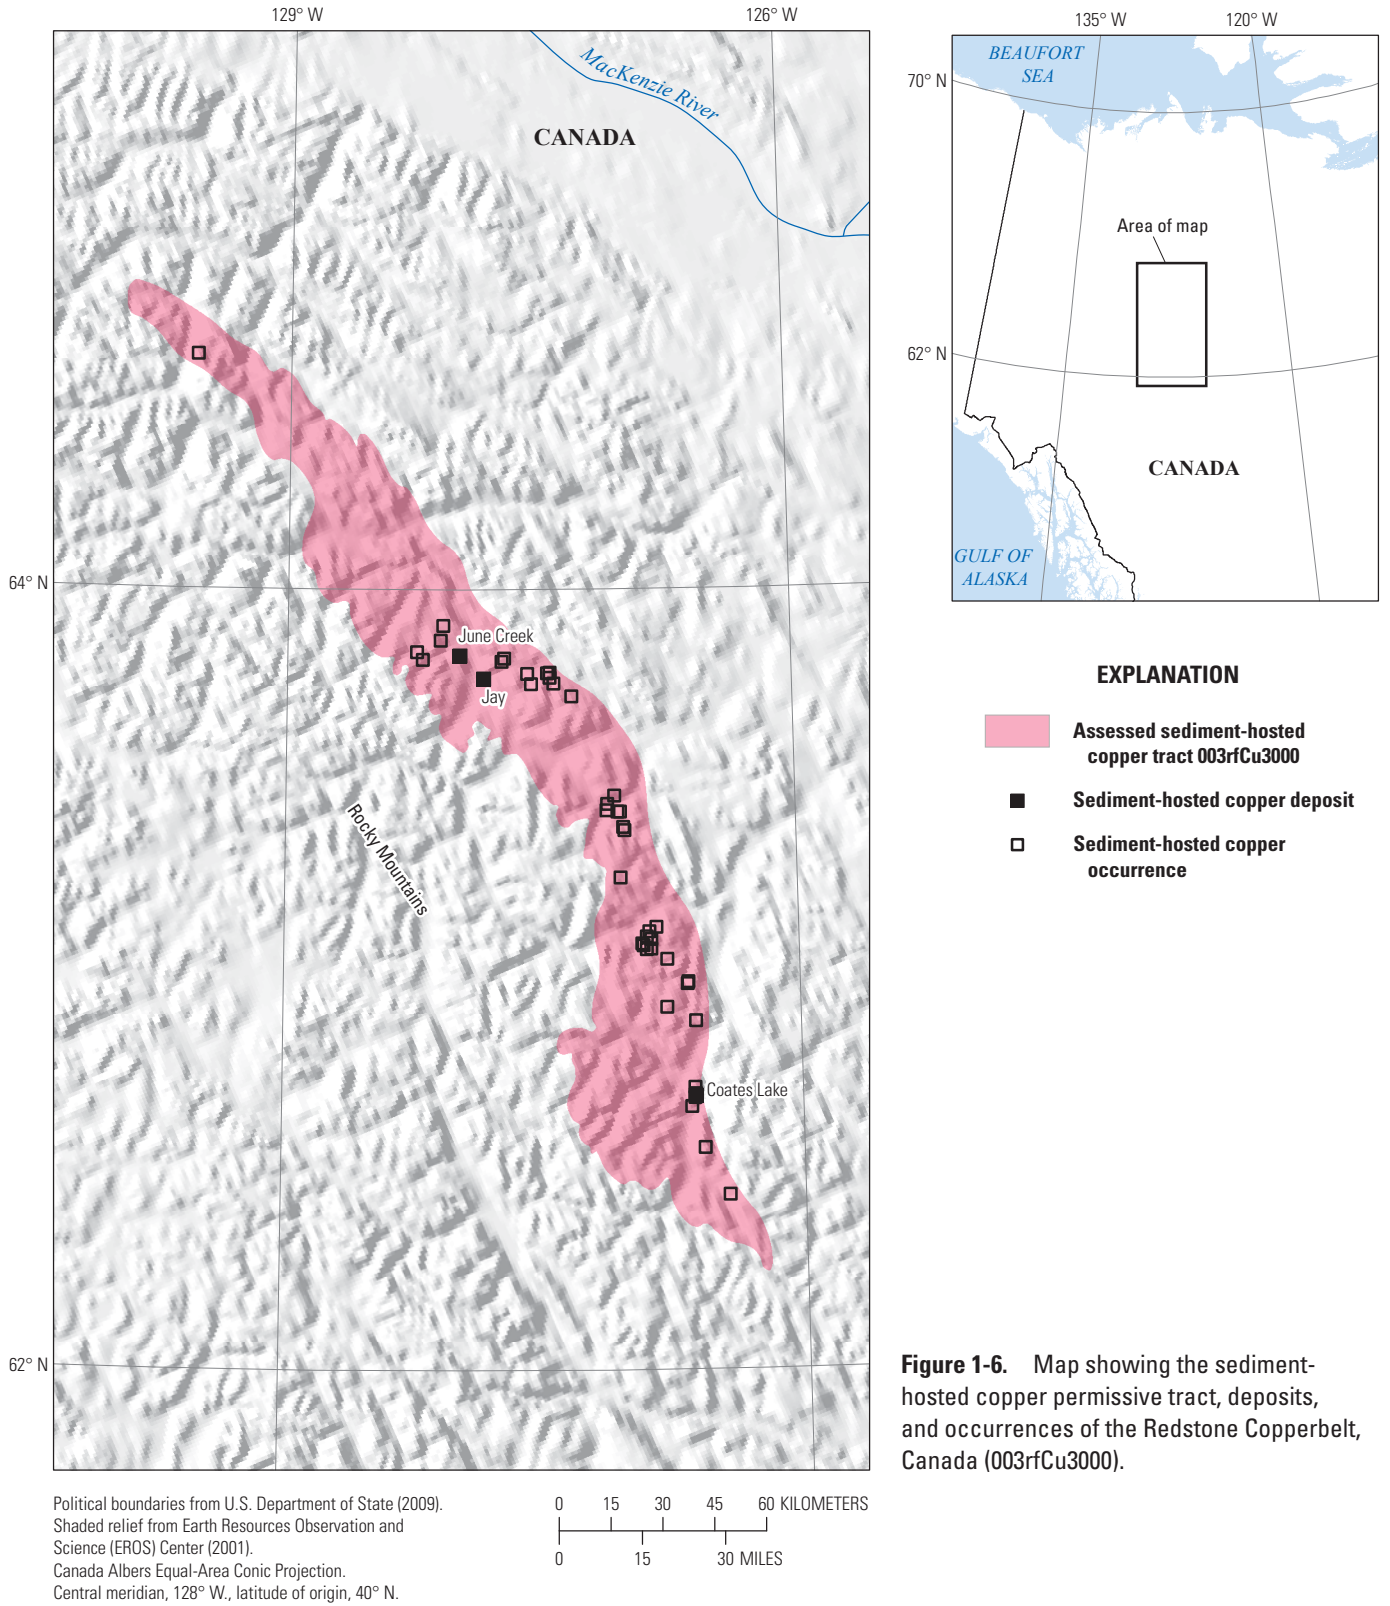 129° W
126° W
MacKenzie River
CANADA
64° N
June Creek
Jay
Rocky Mountains
Coates Lake
62° N
135° W
120° W
BEAUFORT
SEA
70° N
Area of map
62° N
CANADA
GULF OF
ALASKA
EXPLANATION
Assessed sediment-hosted
copper tract 003rfCu3000
Sediment-hosted copper deposit
Sediment-hosted copper
occurrence
Figure 1-6. Map showing the sediment-
hosted copper permissive tract, deposits,
and occurrences of the Redstone Copperbelt,
Canada (003rfCu3000).
Political boundaries from U.S. Department of State (2009).
Shaded relief from Earth Resources Observation and
Science (EROS) Center (2001).
Canada Albers Equal-Area Conic Projection.
Central meridian, 128° W., latitude of origin, 40° N.
0 15 30 45 60 KILOMETERS
0 15 30 MILES